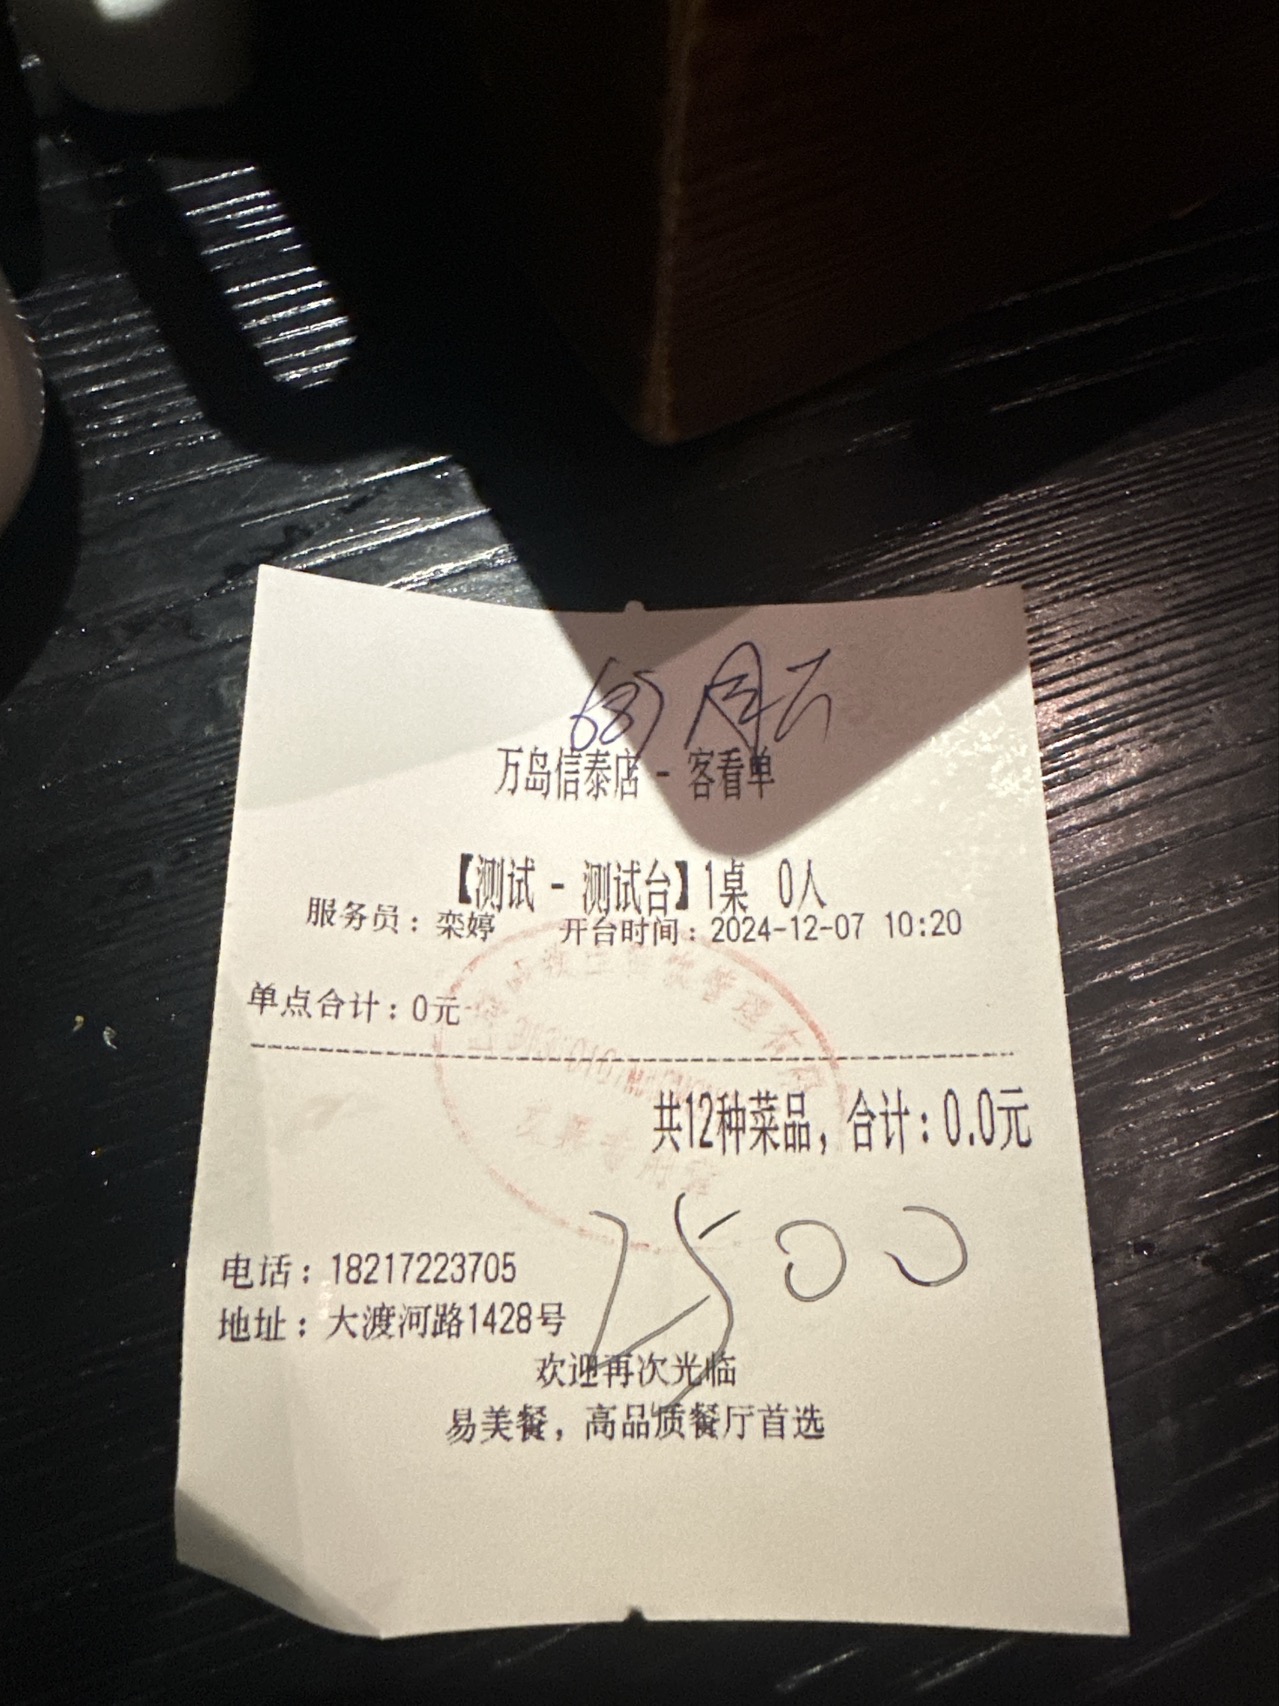 万岛信泰店 - 客看单
【测试 - 测试台】1桌 0人
服务员：栾婷 开台时间：2024-12-07 10:20
单点合计：0元
共12种菜品，合计：0.0元
2500
电话：18217223705
地址：大渡河路1428号
欢迎再次光临
易美餐，高品质餐厅首选